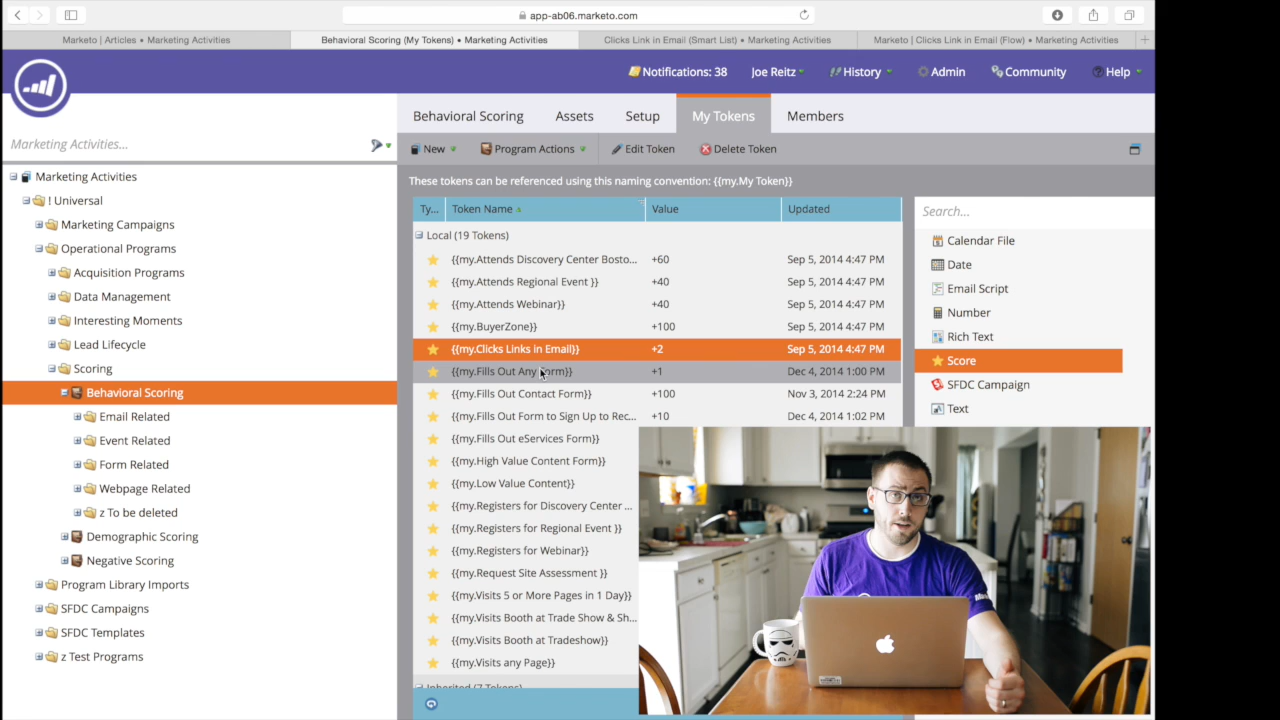 app-ab06.marketo.com
Marketo | Articles • Marketing Activities
Behavioral Scoring (My Tokens) • Marketing Activities
Clicks Link in Email (Smart List) • Marketing Activities
Marketo | Clicks Link in Email (Flow) • Marketing Activities
Notifications: 38
Joe Reitz
History
Admin
Community
Help
Marketing Activities...
Marketing Activities
! Universal
Marketing Campaigns
Operational Programs
Acquisition Programs
Data Management
Interesting Moments
Lead Lifecycle
Scoring
Behavioral Scoring
Email Related
Event Related
Form Related
Webpage Related
z To be deleted
Demographic Scoring
Negative Scoring
Program Library Imports
SFDC Campaigns
SFDC Templates
z Test Programs
Behavioral Scoring
Assets
Setup
My Tokens
Members
New
Program Actions
Edit Token
Delete Token
These tokens can be referenced using this naming convention: {{my.My Token}}
Ty... Token Name Value Updated
Local (19 Tokens)
{{my.Attends Discovery Center Bosto... +60 Sep 5, 2014 4:47 PM
{{my.Attends Regional Event }} +40 Sep 5, 2014 4:47 PM
{{my.Attends Webinar}} +40 Sep 5, 2014 4:47 PM
{{my.BuyerZone}} +100 Sep 5, 2014 4:47 PM
{{my.Clicks Links in Email}} +2 Sep 5, 2014 4:47 PM
{{my.Fills Out Any Form}} +1 Dec 4, 2014 1:00 PM
{{my.Fills Out Contact Form}} +100 Nov 3, 2014 2:24 PM
{{my.Fills Out Form to Sign Up to Rec... +10 Dec 4, 2014 1:02 PM
{{my.Fills Out eServices Form}}
{{my.High Value Content Form}}
{{my.Low Value Content}}
{{my.Registers for Discovery Center ...
{{my.Registers for Regional Event }}
{{my.Registers for Webinar}}
{{my.Request Site Assessment }}
{{my.Visits 5 or More Pages in 1 Day}}
{{my.Visits Booth at Trade Show & Sh...
{{my.Visits Booth at Tradeshow}}
{{my.Visits any Page}}
Inherited (7 Tokens)
Search...
Calendar File
Date
Email Script
Number
Rich Text
Score
SFDC Campaign
Text